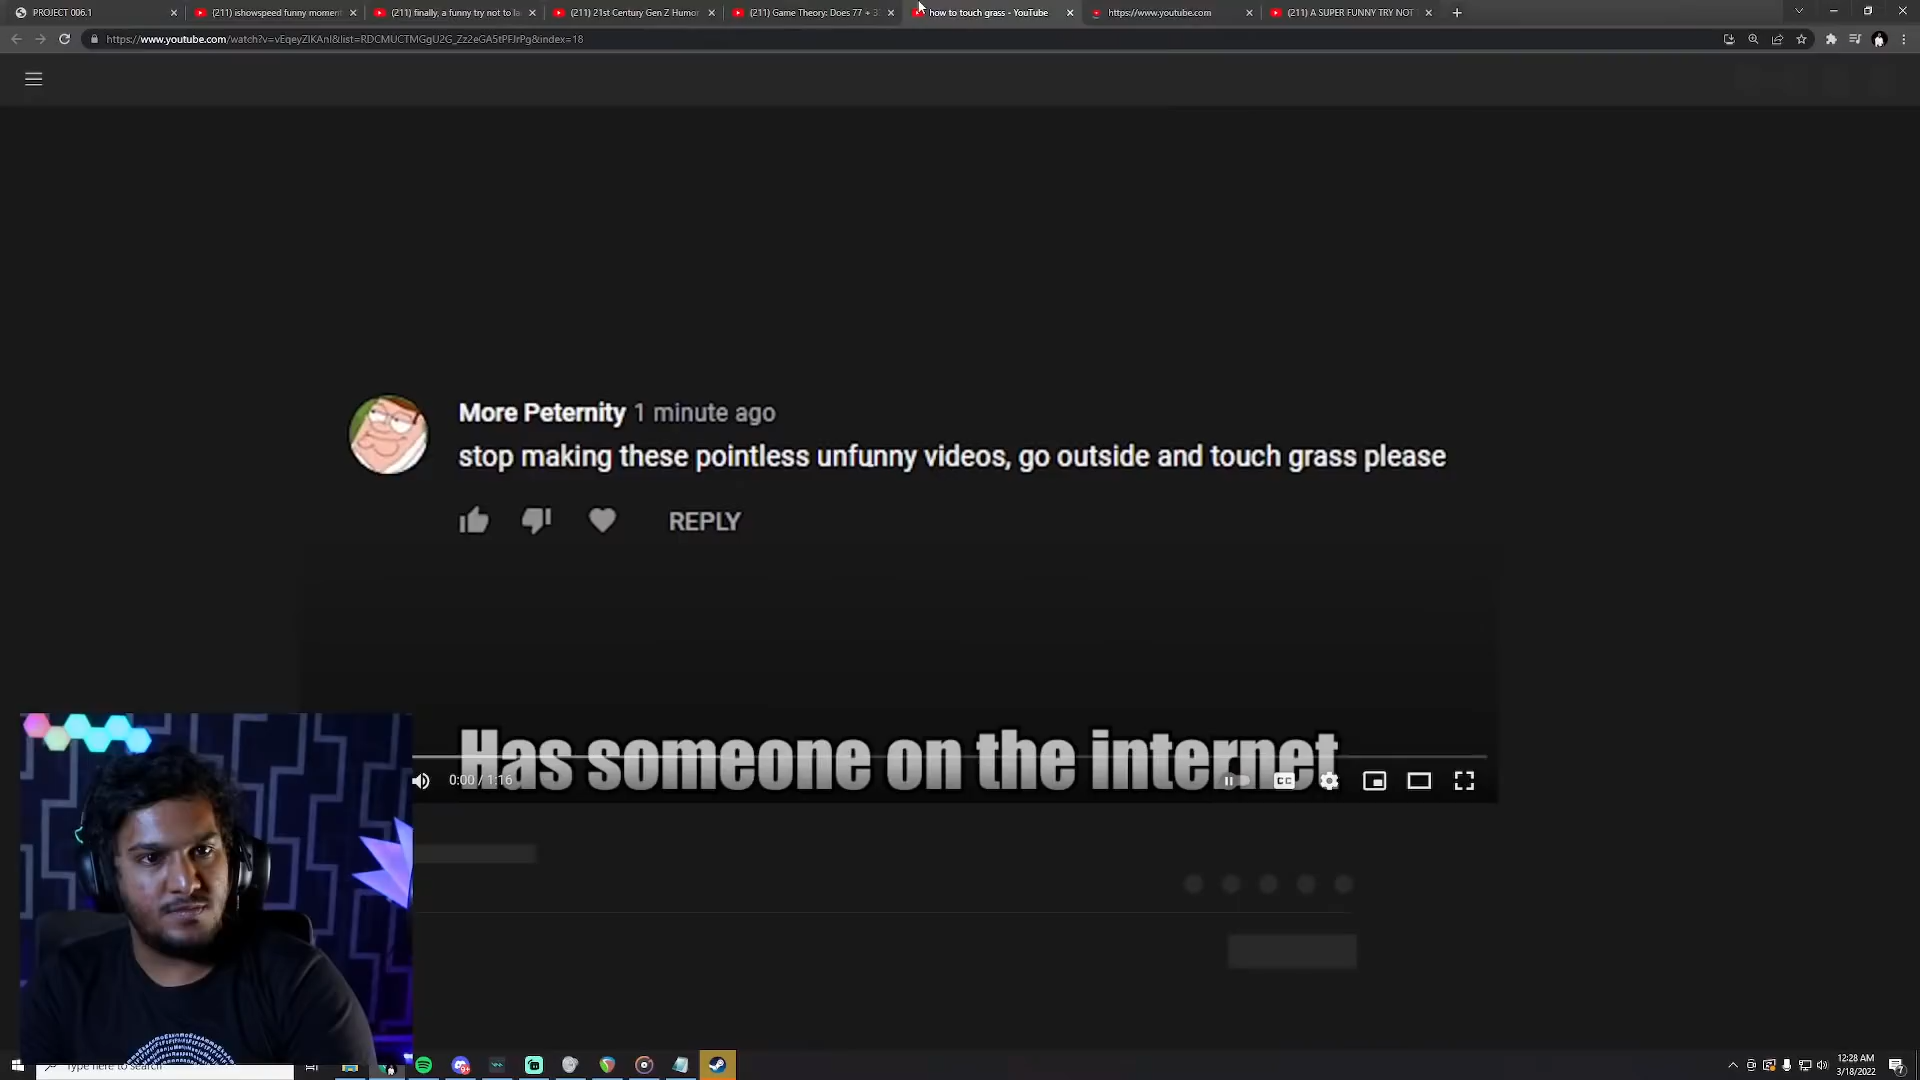 PROJECT 006.1
(211) ishowspeed funny momen
(211) finally, a funny try not to la
(211) 21st Century Gen Z Humo
(211) Game Theory: Does 77 + 3
how to touch grass - YouTube
https://www.youtube.com
(211) A SUPER FUNNY TRY NOT
https://www.youtube.com/watch?v=vEqeyZIKAnI&list=RDCMUCTMGgU2G_Zz2eGA5tPFJrPg&index=18
More Peternity 1 minute ago
stop making these pointless unfunny videos, go outside and touch grass please
REPLY
Has someone on the internet
0:00 / 1:16
CC
Type here to search
12:28 AM
3/18/2022